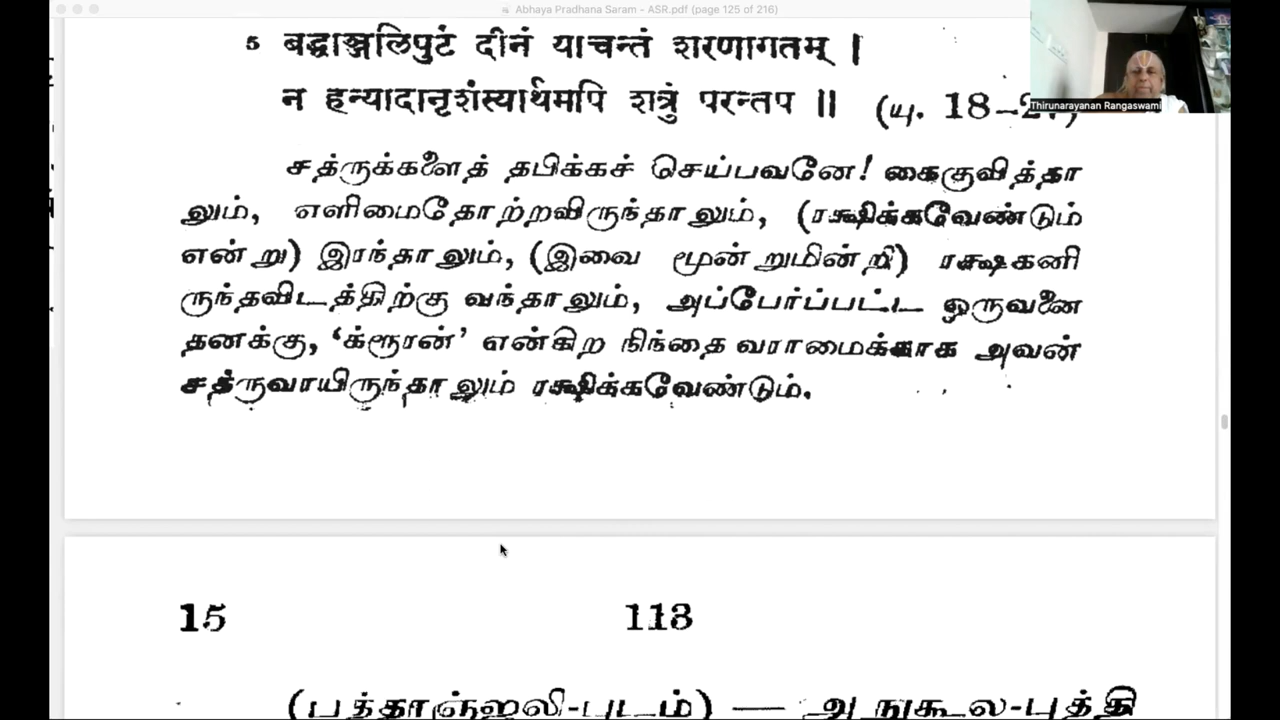 Abhaya Pradhana Saram - ASR.pdf (page 125 of 216)
Thirunarayanan Rangaswami
5 बद्धाञ्जलिपुटं दीनं याचन्तं शरणागतम् |
न हन्यादानृशंस्यार्थमपि शत्रुं परन्तप || (யு. 18-
சத்ருக்களைத் தபிக்கச் செய்பவனே! கைகுவித்தா
லும், எளிமைதோற்றவிருந்தாலும், (ரக்ஷிக்கவேண்டும்
என்று) இரந்தாலும், (இவை மூன்றுமின்றி) ரக்ஷகனி
ருந்தவிடத்திற்கு வந்தாலும், அப்பேர்ப்பட்ட ஒருவனை
தனக்கு, ‘க்ரூரன்’ என்கிற நிந்தை வராமைக்காக அவன்
சத்ருவாயிருந்தாலும் ரக்ஷிக்கவேண்டும்.
15 113
(பத்தாஞ்ஜலி-புடம்) — அநுகூல-புத்தி